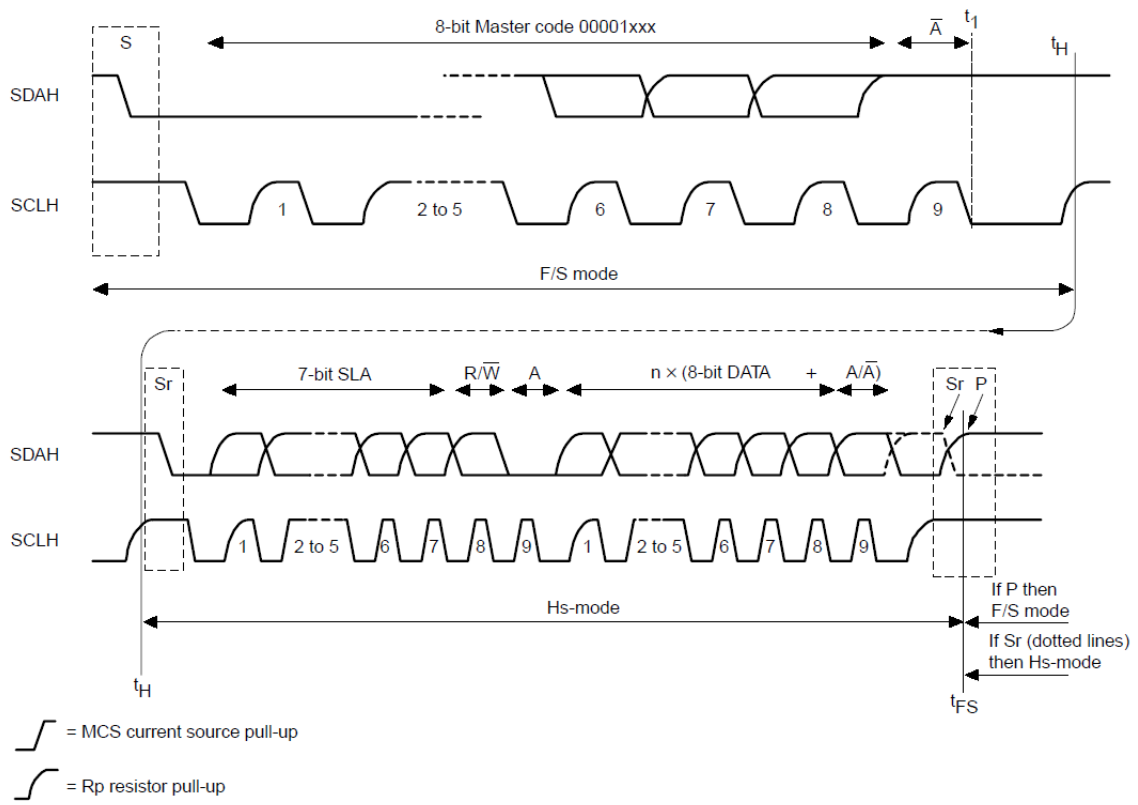 8-bit Master code 00001xxx
A̅
t1
tH
S
SDAH
SCLH
1
2 to 5
6
7
8
9
F/S mode
Sr
7-bit SLA
R/W̅
A
n × (8-bit DATA
+
A/A̅)
Sr
P
SDAH
SCLH
1
2 to 5
6
7
8
9
1
2 to 5
6
7
8
9
Hs-mode
If P then
F/S mode
If Sr (dotted lines)
then Hs-mode
tH
tFS
= MCS current source pull-up
= Rp resistor pull-up